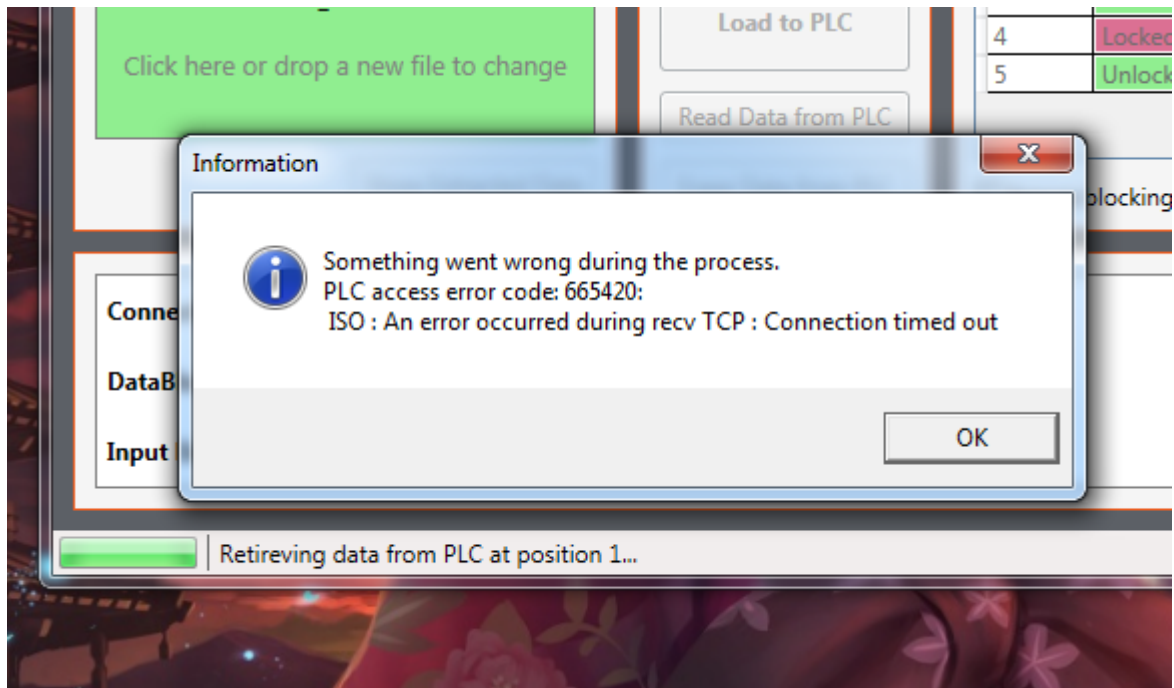 Click here or drop a new file to change
Load to PLC
Read Data from PLC
4 Locked
5 Unlock
Information
Something went wrong during the process.
PLC access error code: 665420:
ISO : An error occurred during recv TCP : Connection timed out
OK
blocking
Conne
DataB
Input
Retireving data from PLC at position 1...